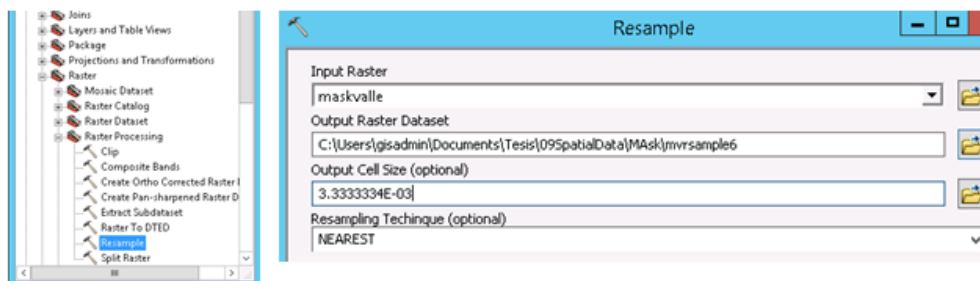 Joins
Layers and Table Views
Package
Projections and Transformations
Raster
Mosaic Dataset
Raster Catalog
Raster Dataset
Raster Processing
Clip
Composite Bands
Create Ortho Corrected Raster
Create Pan-sharpened Raster D
Extract Subdataset
Raster To DTED
Resample
Split Raster
Resample
Input Raster
maskvalle
Output Raster Dataset
C:\Users\gisadmin\Documents\Tesis\09SpatialData\MAsk\mvrsample6
Output Cell Size (optional)
3.3333334E-03
Resampling Techinque (optional)
NEAREST